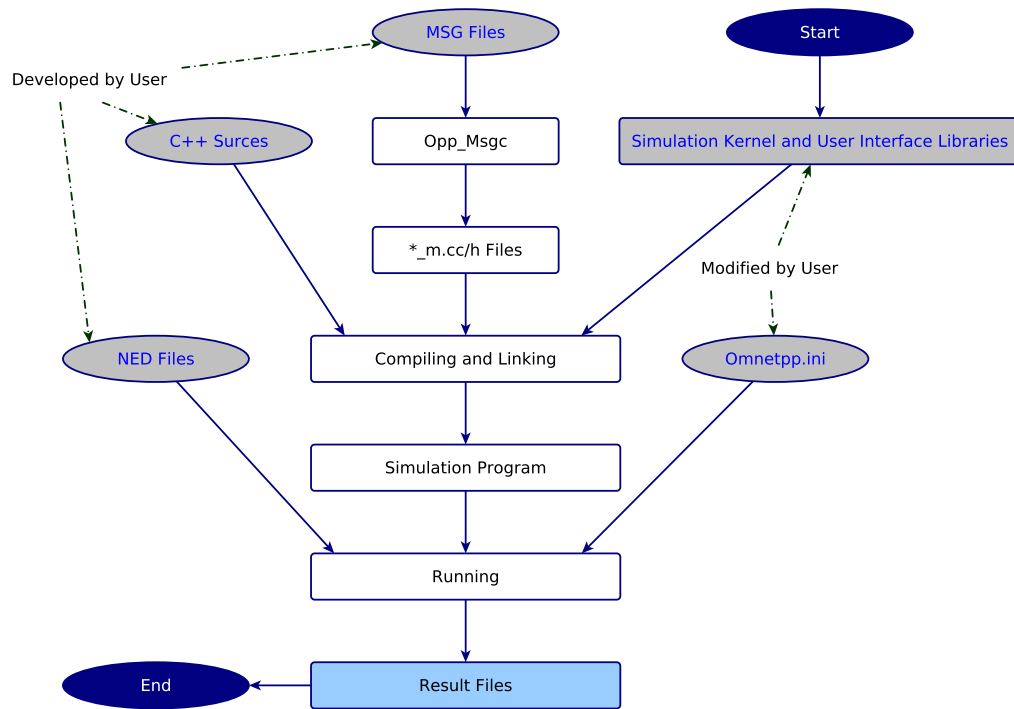 MSG Files
Start
Developed by User
C++ Surces
Opp_Msgc
Simulation Kernel and User Interface Libraries
*_m.cc/h Files
Modified by User
NED Files
Compiling and Linking
Omnetpp.ini
Simulation Program
Running
End
Result Files